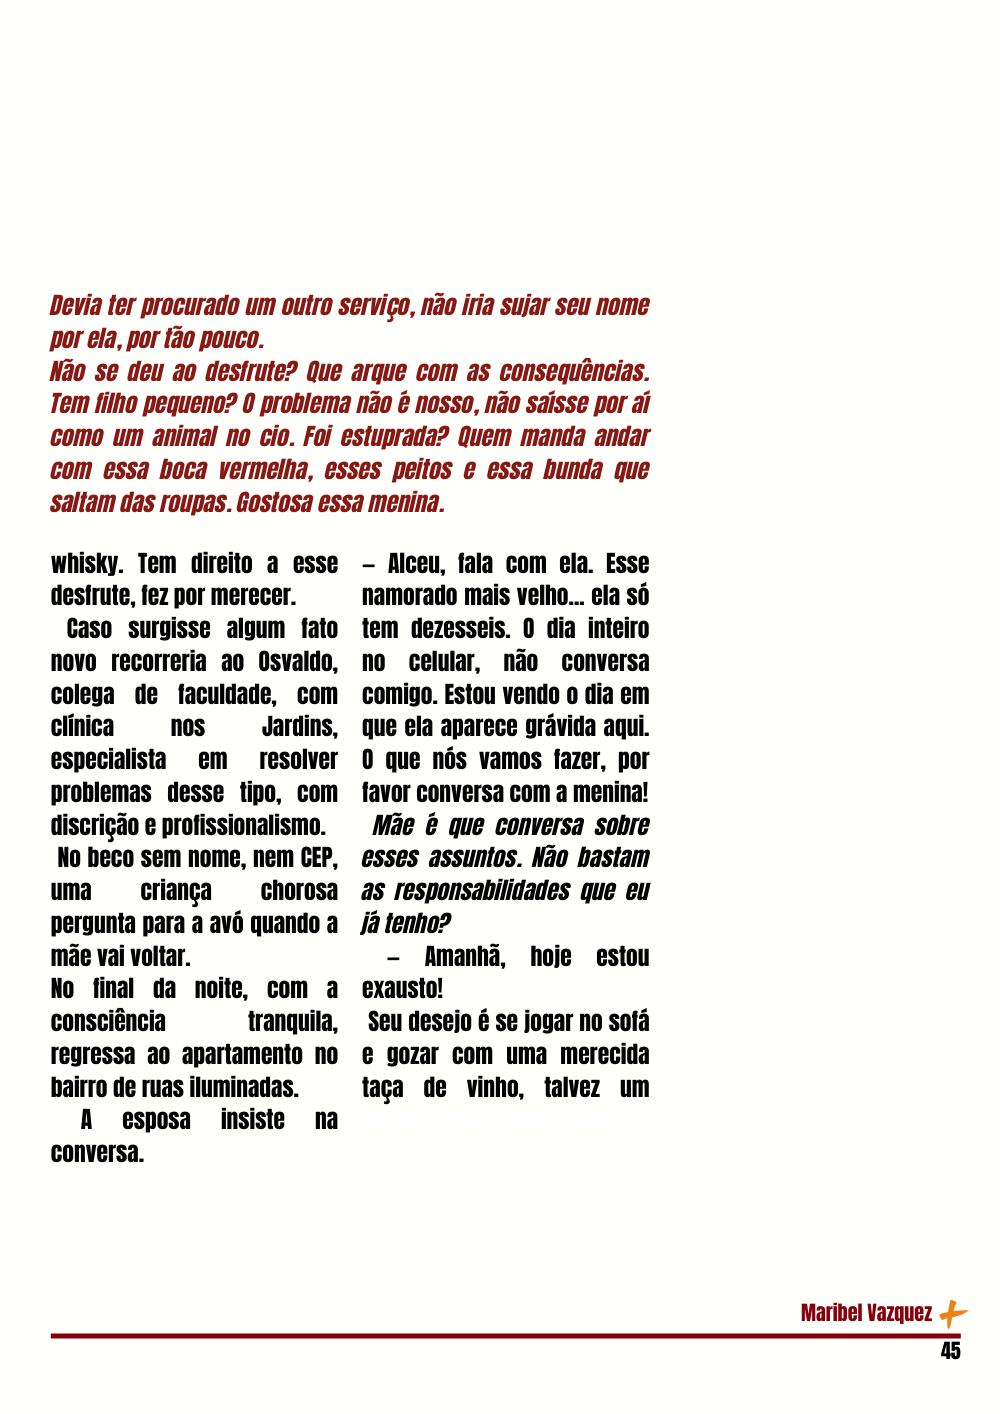 Devia ter procurado um outro serviço, não iria sujar seu nome
por ela, por tão pouco.
Não se deu ao desfrute? Que arque com as consequências.
Tem filho pequeno? O problema não é nosso, não saísse por aí
como um animal no cio. Foi estuprada? Quem manda andar
com essa boca vermelha, esses peitos e essa bunda que
saltam das roupas. Gostosa essa menina.
whisky. Tem direito a esse
desfrute, fez por merecer.
Caso surgisse algum fato
novo recorreria ao Osvaldo,
colega de faculdade, com
clínica nos Jardins,
especialista em resolver
problemas desse tipo, com
discrição e profissionalismo.
No beco sem nome, nem CEP,
uma criança chorosa
pergunta para a avó quando a
mãe vai voltar.
No final da noite, com a
consciência tranquila,
regressa ao apartamento no
bairro de ruas iluminadas.
A esposa insiste na
conversa.
– Alceu, fala com ela. Esse
namorado mais velho... ela só
tem dezesseis. O dia inteiro
no celular, não conversa
comigo. Estou vendo o dia em
que ela aparece grávida aqui.
O que nós vamos fazer, por
favor conversa com a menina!
Mãe é que conversa sobre
esses assuntos. Não bastam
as responsabilidades que eu
já tenho?
– Amanhã, hoje estou
exausto!
Seu desejo é se jogar no sofá
e gozar com uma merecida
taça de vinho, talvez um
Maribel Vazquez
45